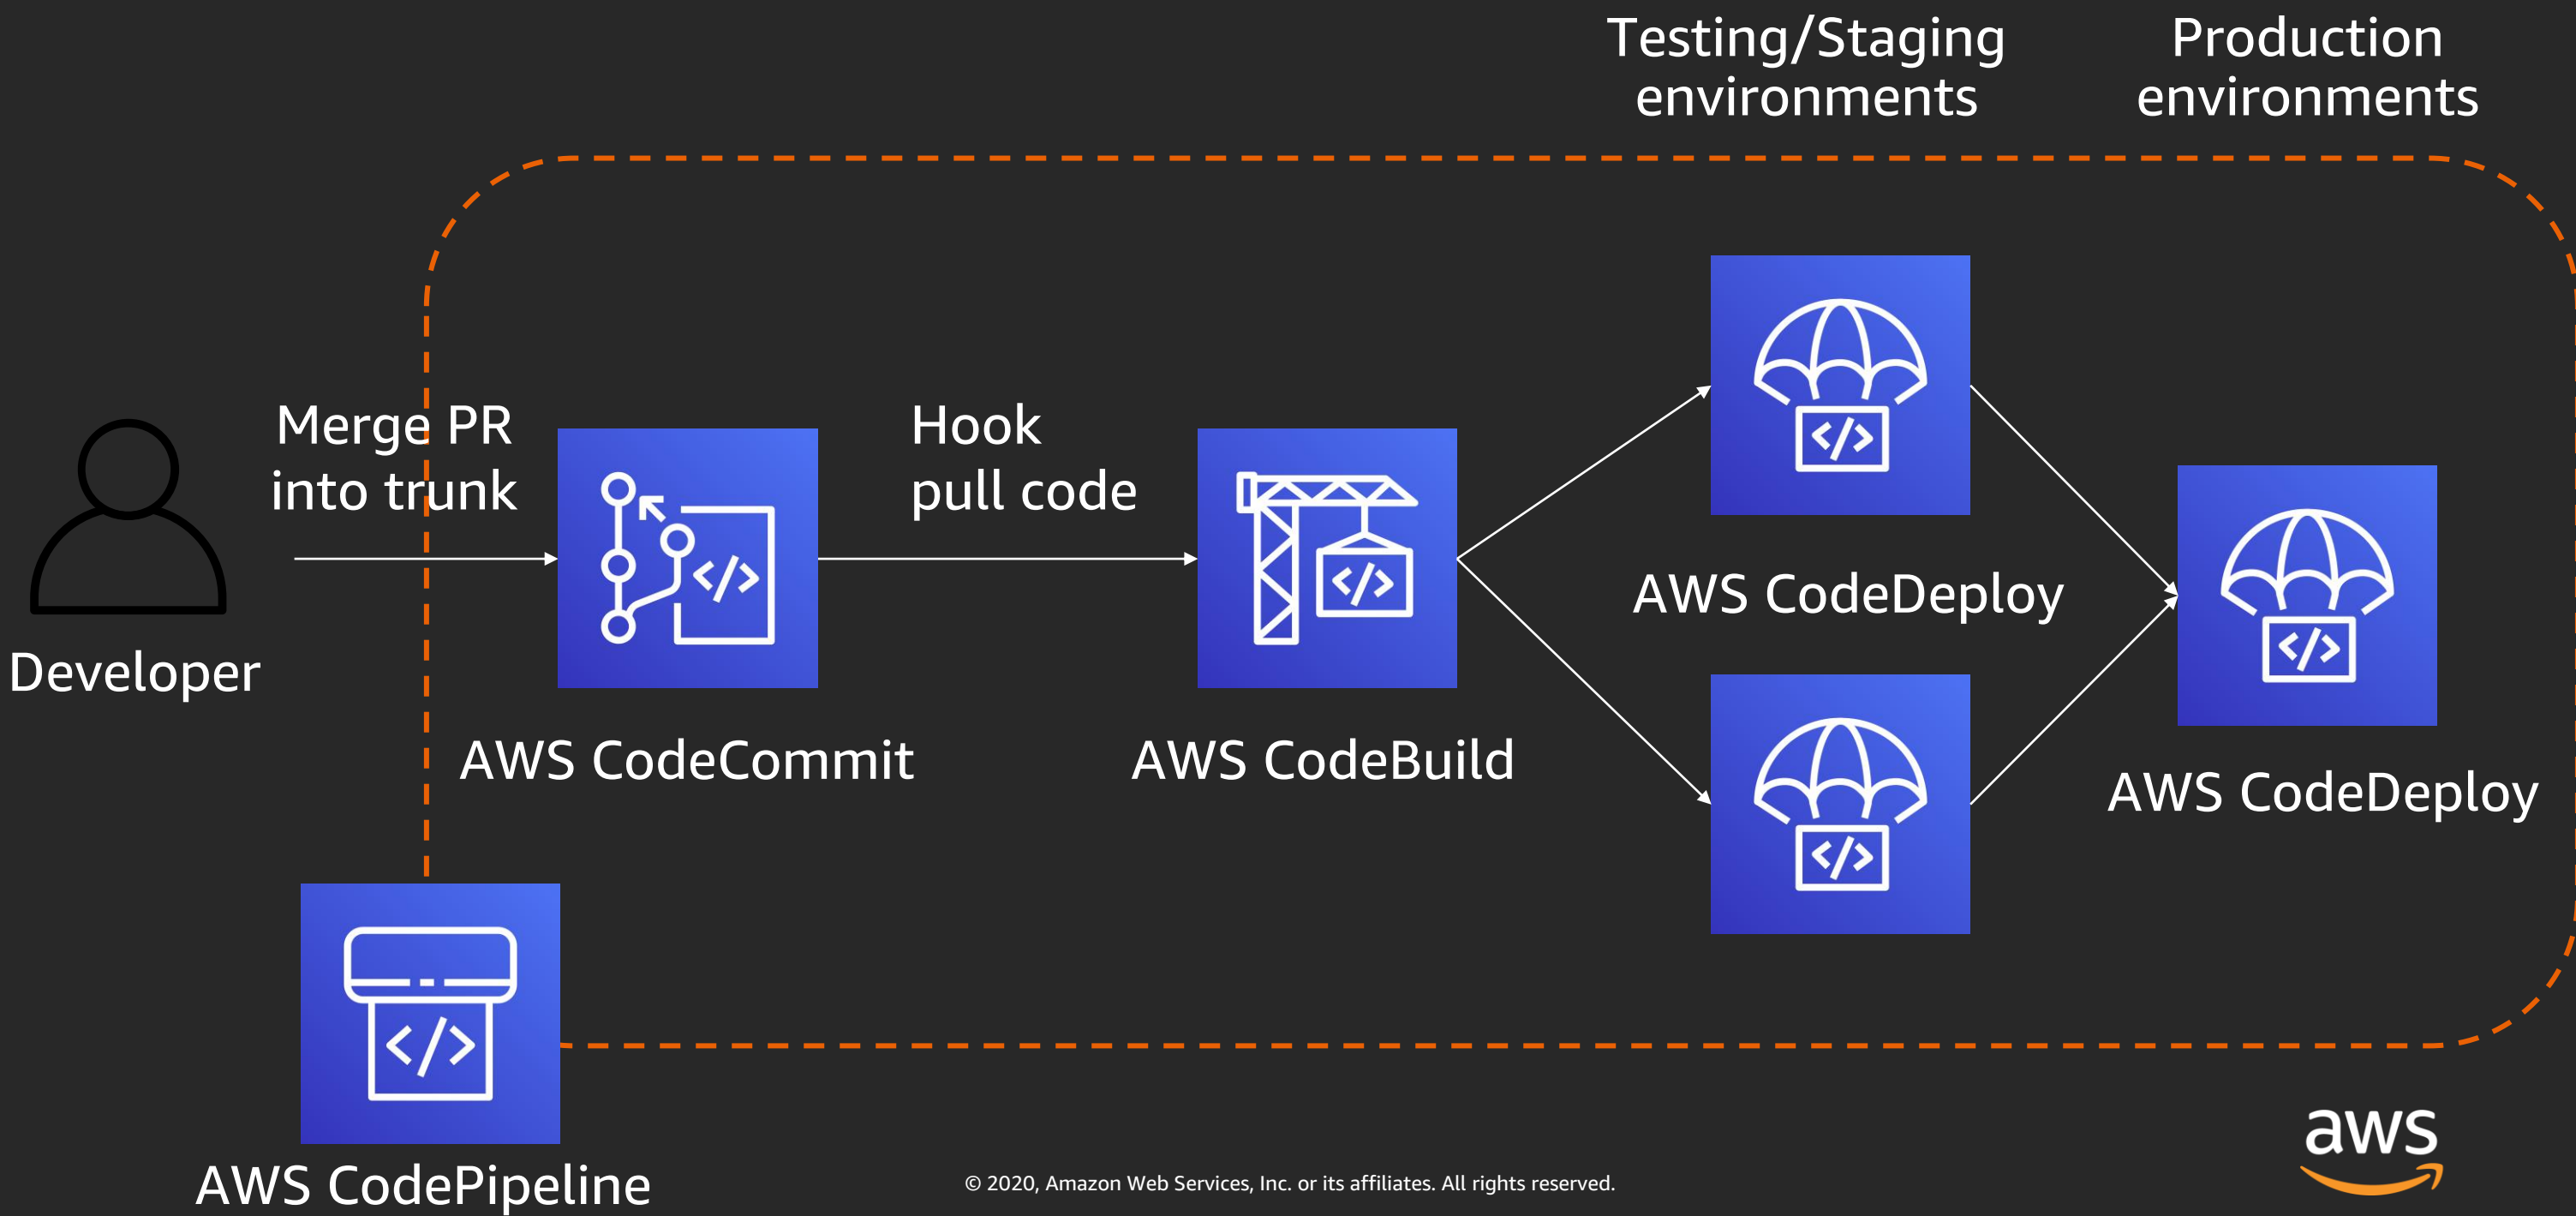 Testing/Staging
environments
Production
environments
Merge PR
into trunk
Hook
pull code
Developer
AWS CodeCommit
AWS CodeBuild
AWS CodeDeploy
AWS CodeDeploy
AWS CodePipeline
© 2020, Amazon Web Services, Inc. or its affiliates. All rights reserved.
aws